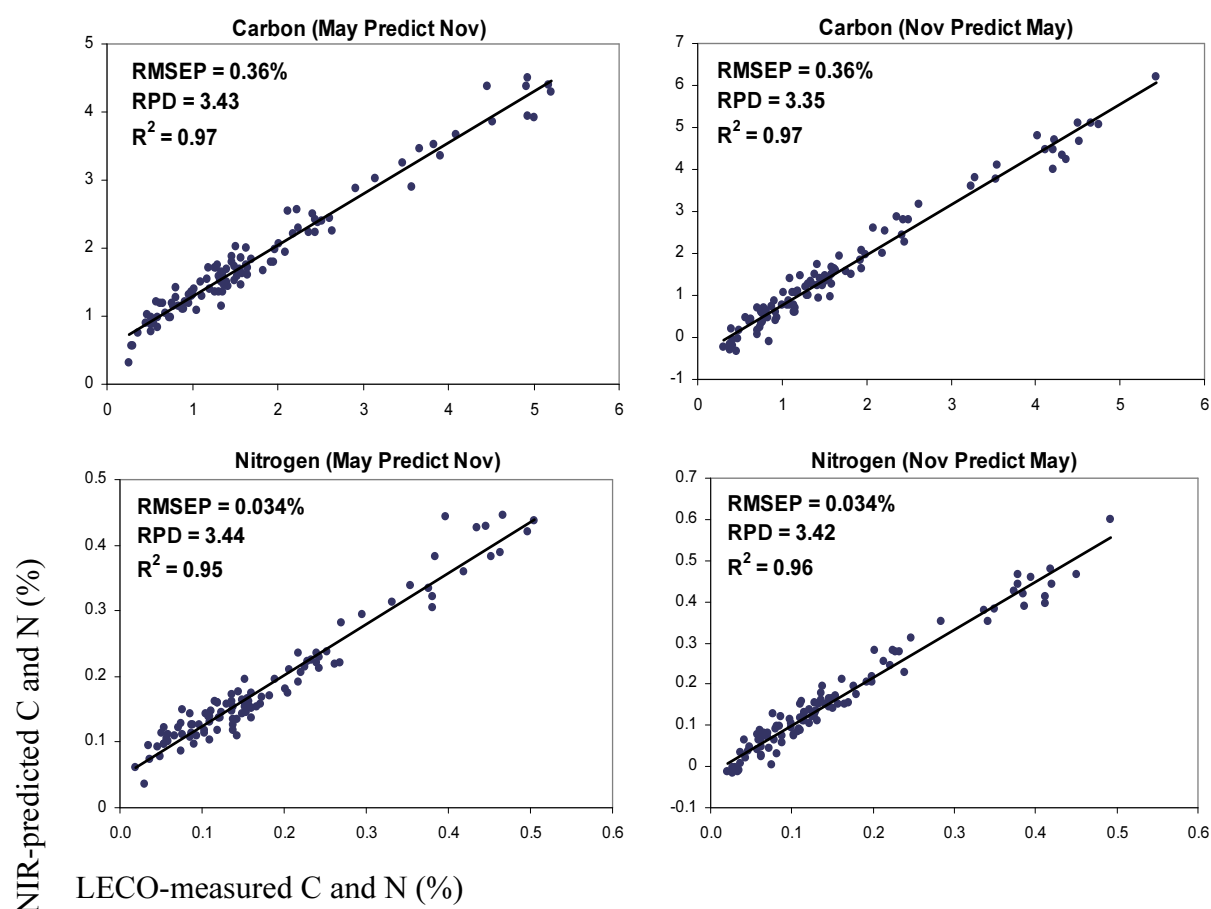 Carbon (May Predict Nov)
RMSEP = 0.36%
RPD = 3.43
R² = 0.97
5
4
3
2
1
0
0 1 2 3 4 5 6
Carbon (Nov Predict May)
RMSEP = 0.36%
RPD = 3.35
R² = 0.97
7
6
5
4
3
2
1
0
-1
0 1 2 3 4 5 6
Nitrogen (May Predict Nov)
RMSEP = 0.034%
RPD = 3.44
R² = 0.95
0.5
0.4
0.3
0.2
0.1
0
0.0 0.1 0.2 0.3 0.4 0.5 0.6
Nitrogen (Nov Predict May)
RMSEP = 0.034%
RPD = 3.42
R² = 0.96
0.7
0.6
0.5
0.4
0.3
0.2
0.1
0
-0.1
0.0 0.1 0.2 0.3 0.4 0.5 0.6
NIR-predicted C and N (%)
LECO-measured C and N (%)